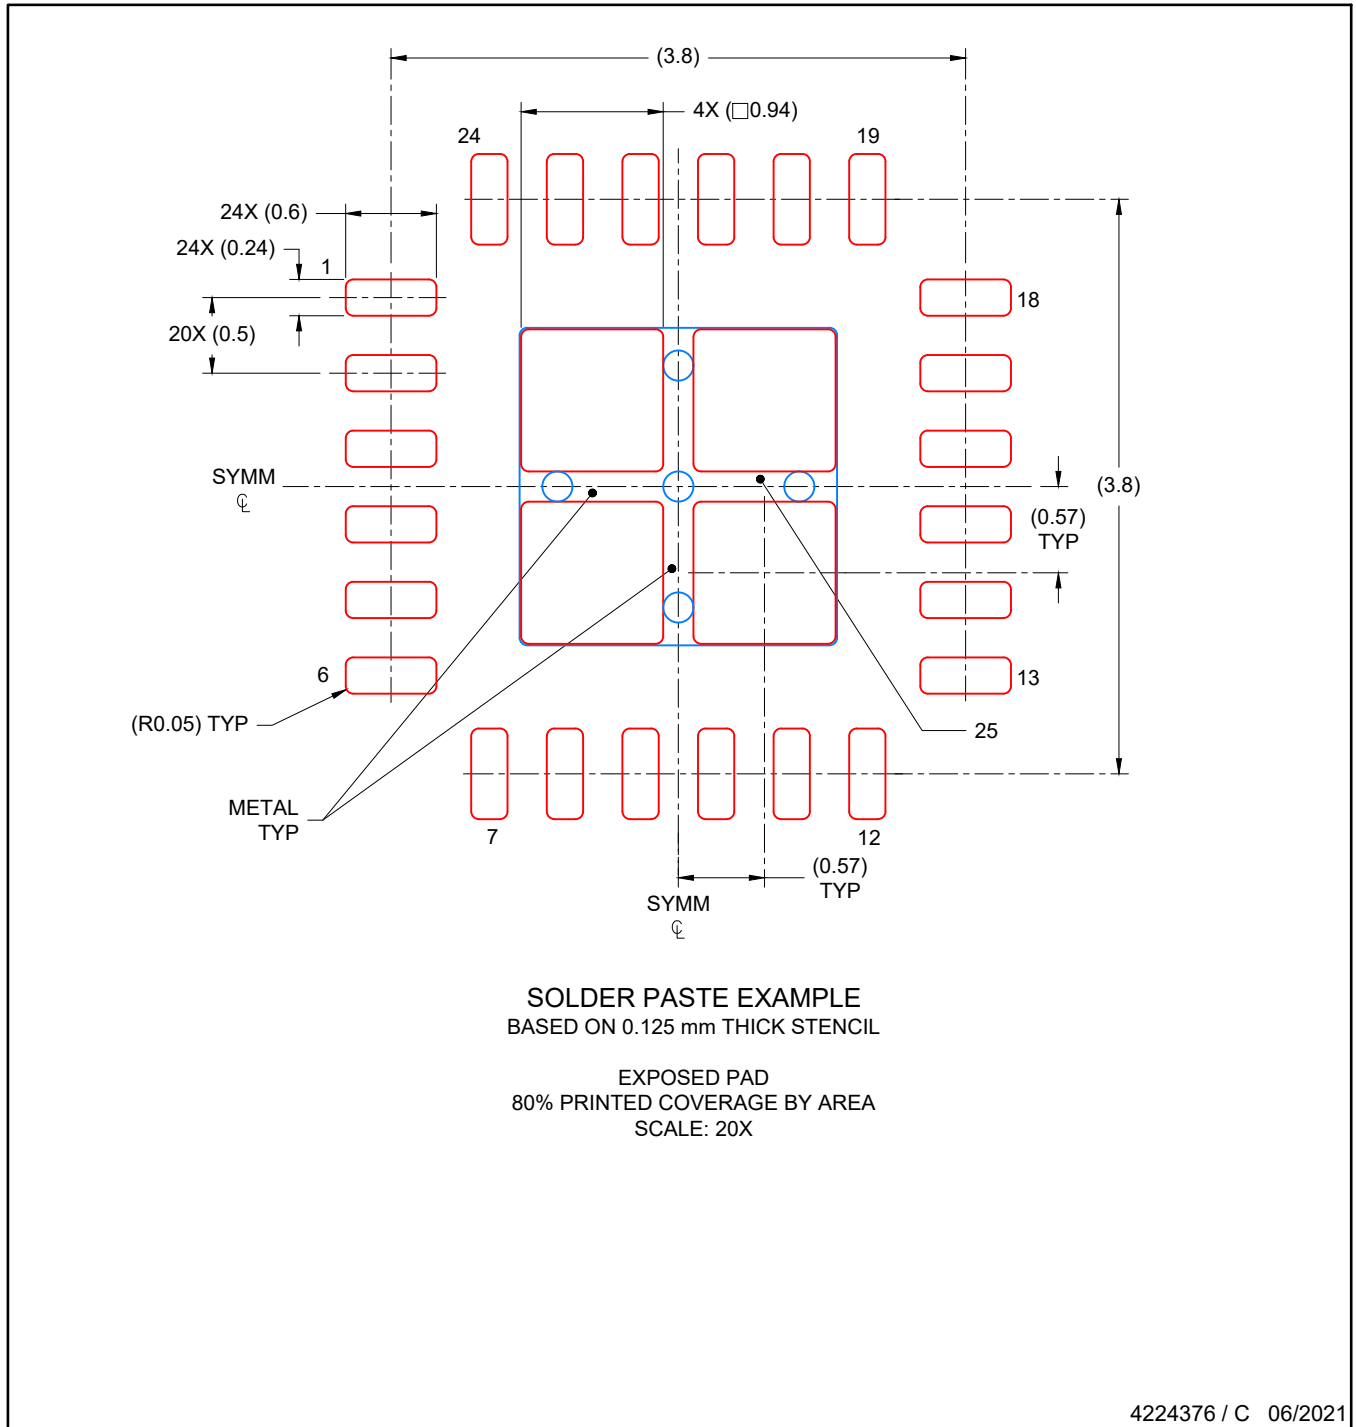 (3.8)
4X (□0.94)
24
19
24X (0.6)
24X (0.24)
1
18
20X (0.5)
SYMM
℄
(3.8)
(0.57)
TYP
6
13
(R0.05) TYP
25
METAL
TYP
7
12
(0.57)
TYP
SYMM
℄
SOLDER PASTE EXAMPLE
BASED ON 0.125 mm THICK STENCIL
EXPOSED PAD
80% PRINTED COVERAGE BY AREA
SCALE: 20X
4224376 / C 06/2021